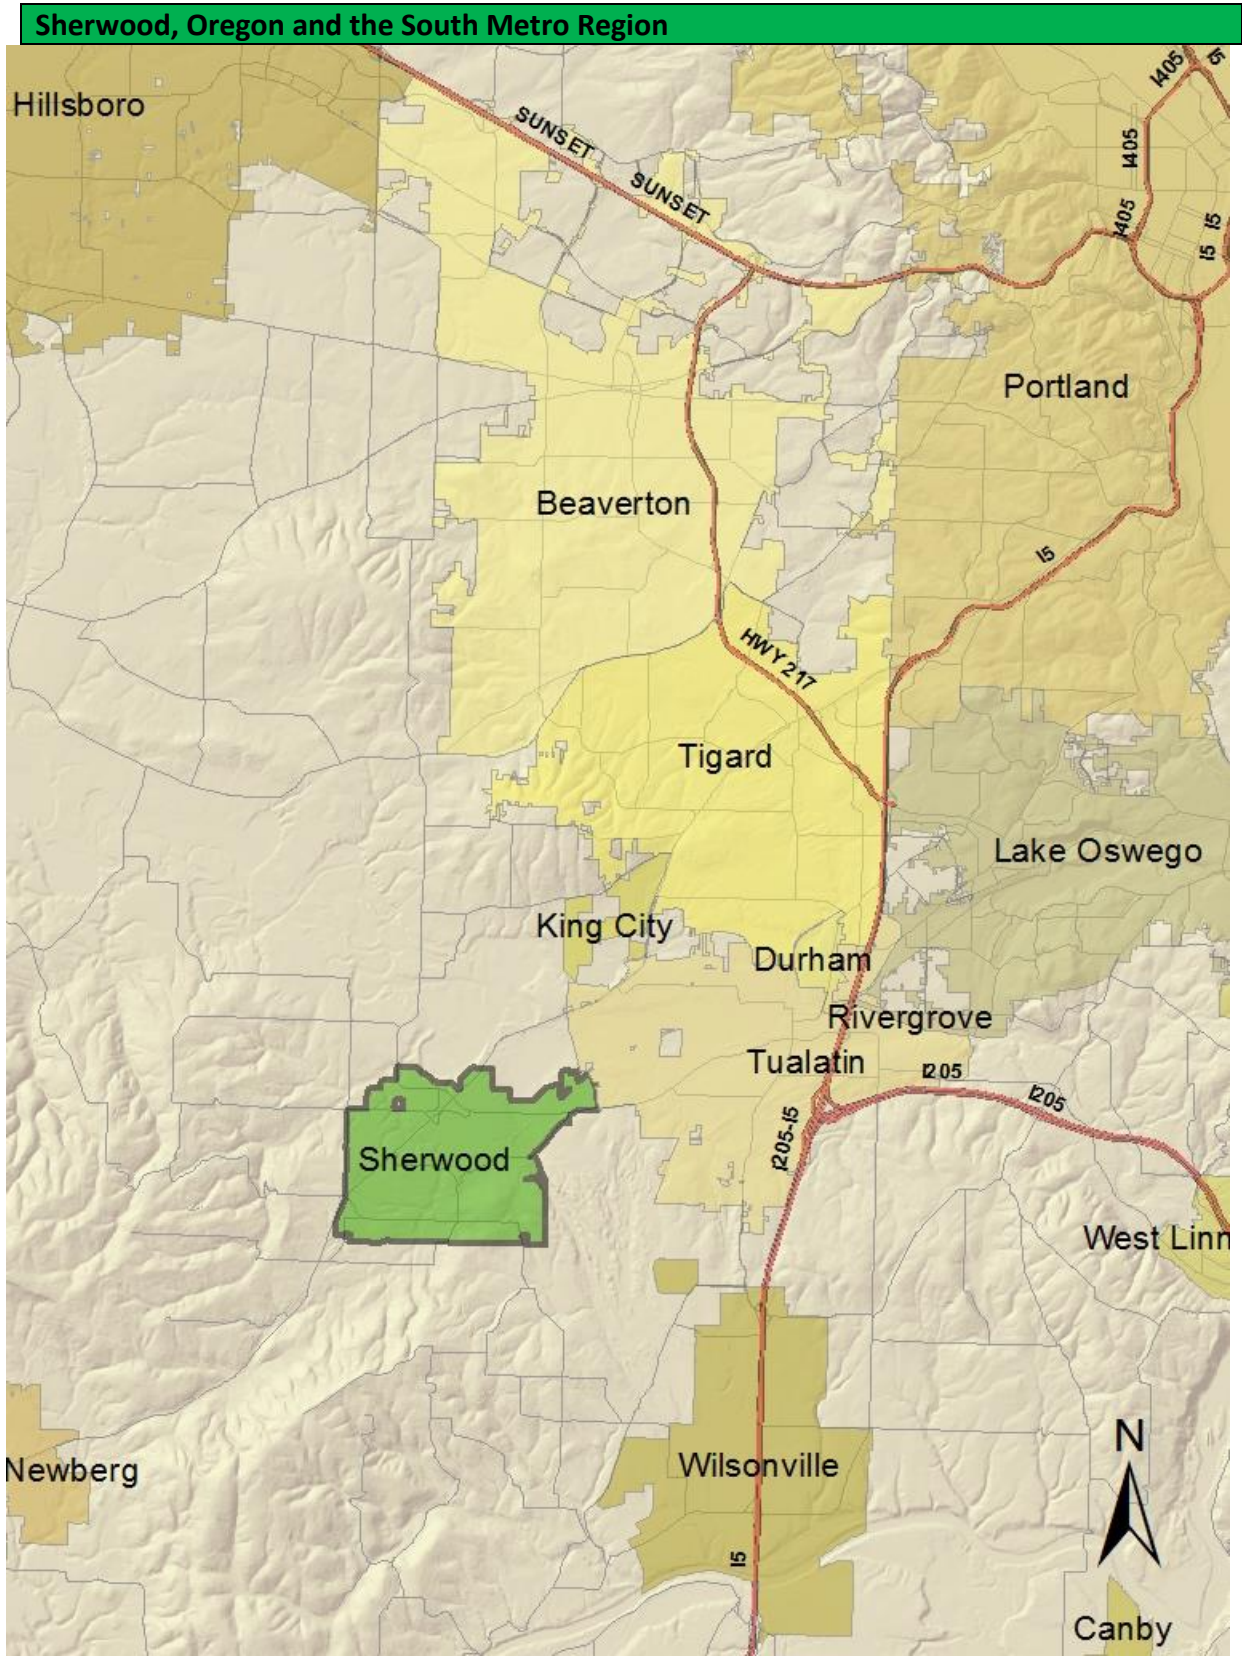 Sherwood, Oregon and the South Metro Region
Hillsboro
SUNSET
SUNSET
I405
I5
I405
I405
I5
I5
Portland
Beaverton
I5
HWY 217
Tigard
Lake Oswego
King City
Durham
Rivergrove
Tualatin
I205
I205
I205-I5
Sherwood
West Linn
N
Newberg
Wilsonville
I5
Canby